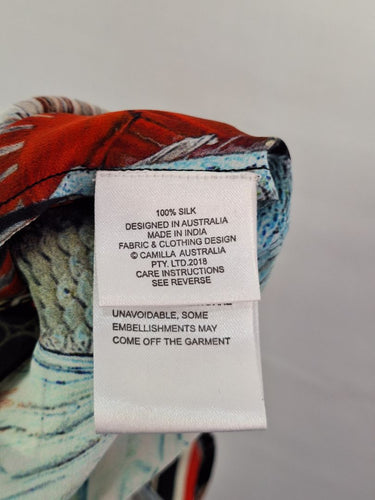 100% SILK
DESIGNED IN AUSTRALIA
MADE IN INDIA
FABRIC & CLOTHING DESIGN
© CAMILLA AUSTRALIA
PTY. LTD.2018
CARE INSTRUCTIONS
SEE REVERSE
UNAVOIDABLE, SOME
EMBELLISHMENTS MAY
COME OFF THE GARMENT